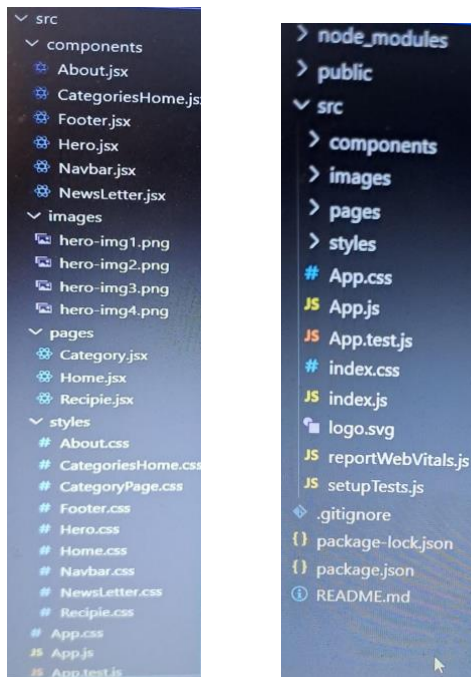 src
components
About.jsx
CategoriesHome.js
Footer.jsx
Hero.jsx
Navbar.jsx
NewsLetter.jsx
images
hero-img1.png
hero-img2.png
hero-img3.png
hero-img4.png
pages
Category.jsx
Home.jsx
Recipie.jsx
styles
# About.css
# CategoriesHome.css
# CategoryPage.css
# Footer.css
# Hero.css
# Home.css
# Navbar.css
# NewsLetter.css
# Recipie.css
# App.css
JS App.js
JS App.test.js
node_modules
public
src
components
images
pages
styles
# App.css
JS App.js
JS App.test.js
# index.css
JS index.js
logo.svg
JS reportWebVitals.js
JS setupTests.js
.gitignore
{} package-lock.json
{} package.json
README.md